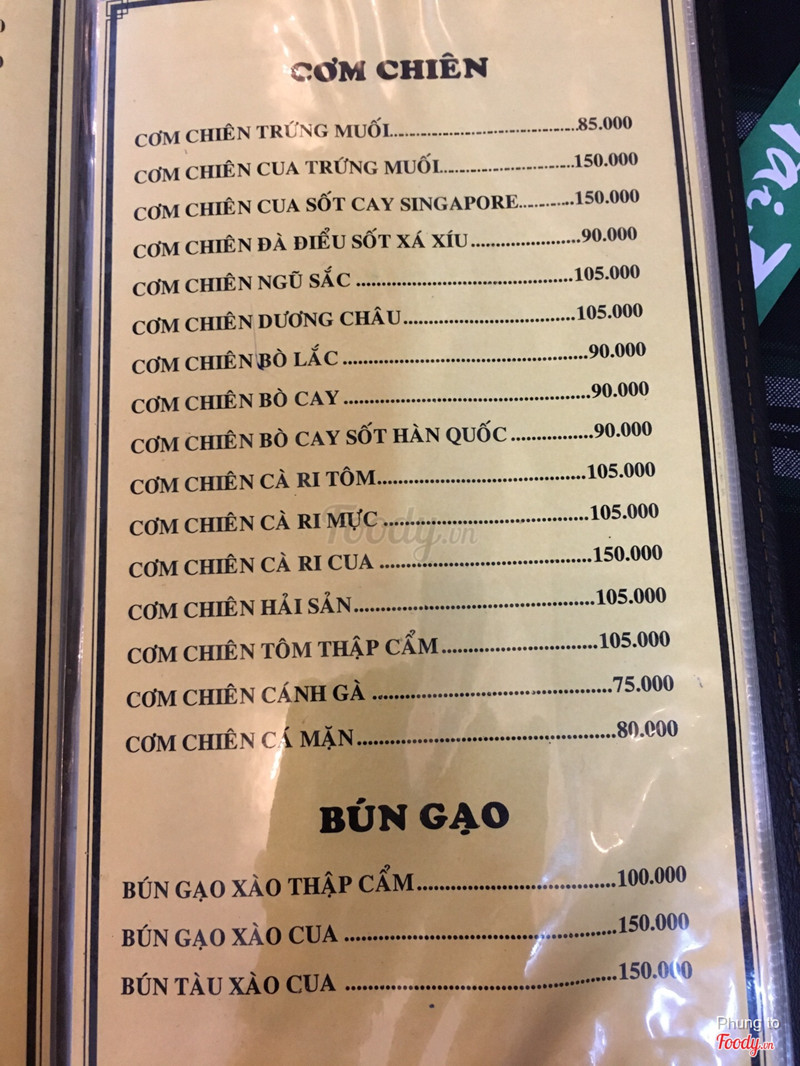 CƠM CHIÊN
CƠM CHIÊN TRỨNG MUỐI..................................85.000
CƠM CHIÊN CUA TRỨNG MUỐI........................150.000
CƠM CHIÊN CUA SỐT CAY SINGAPORE...........150.000
CƠM CHIÊN ĐÀ ĐIỂU SỐT XÁ XÍU....................90.000
CƠM CHIÊN NGŨ SẮC .......................................105.000
CƠM CHIÊN DƯƠNG CHÂU...............................105.000
CƠM CHIÊN BÒ LẮC ............................................90.000
CƠM CHIÊN BÒ CAY ............................................90.000
CƠM CHIÊN BÒ CAY SỐT HÀN QUỐC ...............90.000
CƠM CHIÊN CÀ RI TÔM.....................................105.000
CƠM CHIÊN CÀ RI MỰC ....................................105.000
CƠM CHIÊN CÀ RI CUA .....................................150.000
CƠM CHIÊN HẢI SẢN.........................................105.000
CƠM CHIÊN TÔM THẬP CẨM..........................105.000
CƠM CHIÊN CÁNH GÀ ........................................75.000
CƠM CHIÊN CÁ MẶN...........................................80.000
BÚN GẠO
BÚN GẠO XÀO THẬP CẨM................................100.000
BÚN GẠO XÀO CUA ...........................................150.000
BÚN TÀU XÀO CUA ...........................................150.000
Foody.vn
Phung to
Foody.vn